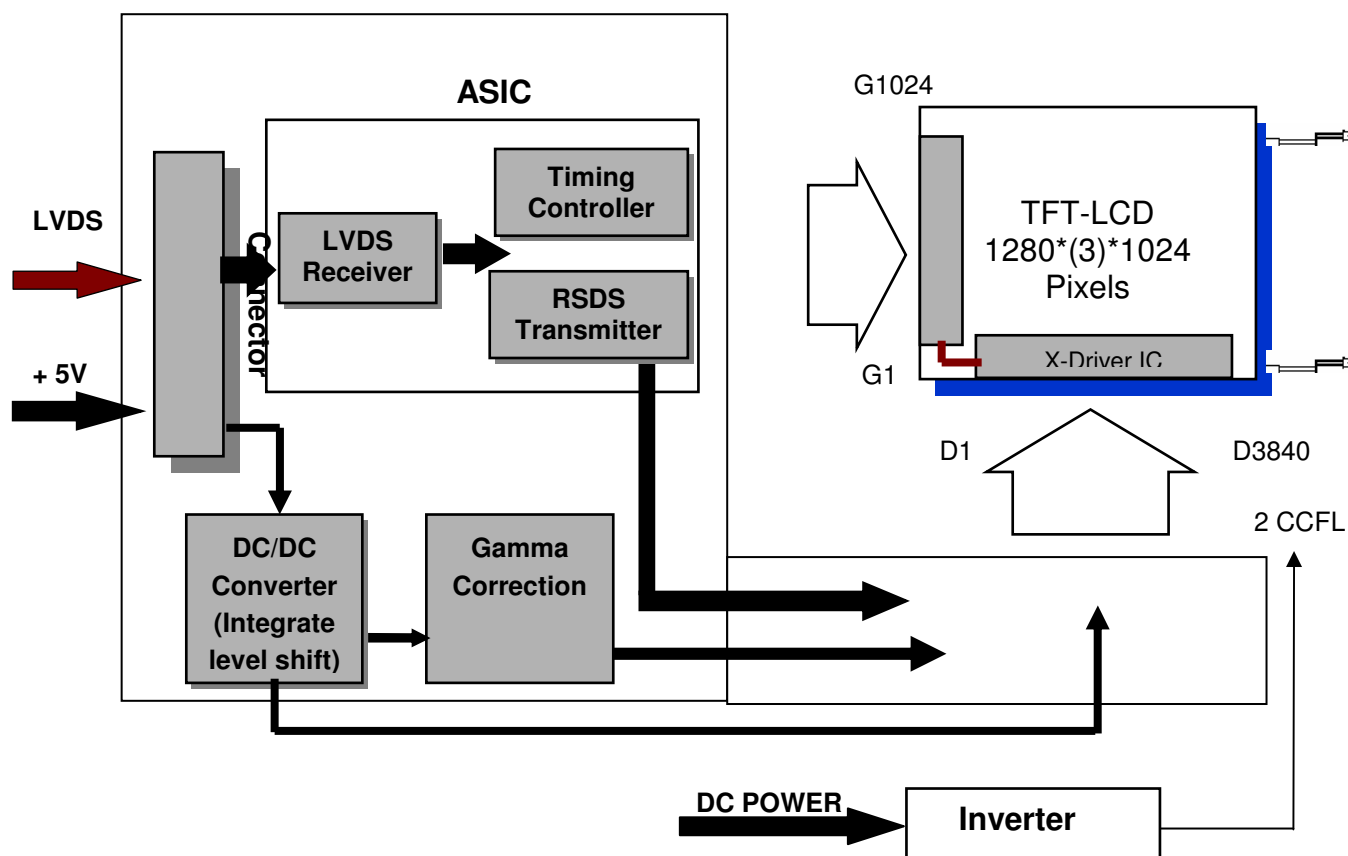 ASIC
G1024
LVDS
Connector
LVDS
Receiver
Timing
Controller
RSDS
Transmitter
TFT-LCD
1280*(3)*1024
Pixels
X-Driver IC
+ 5V
G1
D1
D3840
2 CCFL
DC/DC
Converter
(Integrate
level shift)
Gamma
Correction
DC POWER
Inverter